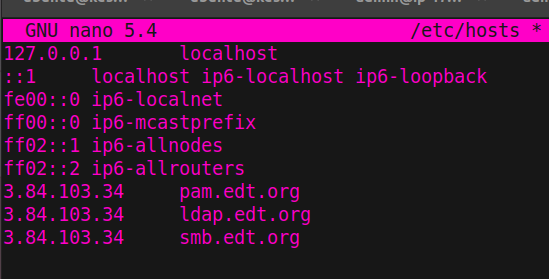 GNU nano 5.4 /etc/hosts *
127.0.0.1 localhost
::1 localhost ip6-localhost ip6-loopback
fe00::0 ip6-localnet
ff00::0 ip6-mcastprefix
ff02::1 ip6-allnodes
ff02::2 ip6-allrouters
3.84.103.34 pam.edt.org
3.84.103.34 ldap.edt.org
3.84.103.34 smb.edt.org